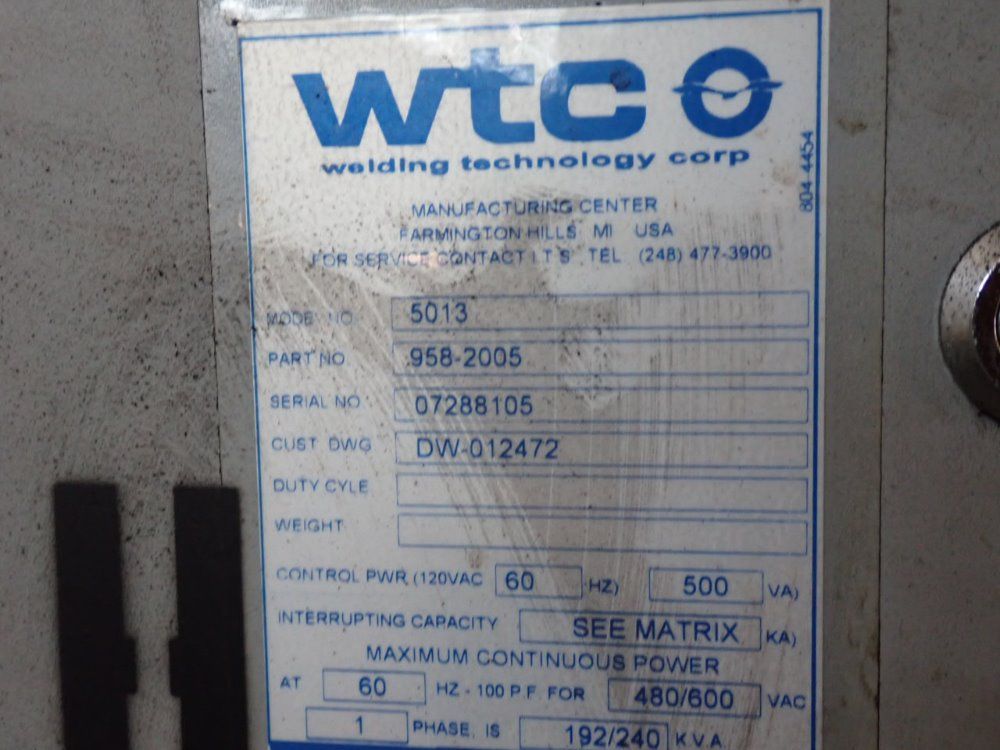 wtc
welding technology corp
804 4454
MANUFACTURING CENTER
FARMINGTON HILLS MI USA
FOR SERVICE CONTACT I.T.S. TEL (248) 477-3900
MODEL NO. 5013
PART NO 958-2005
SERIAL NO 07288105
CUST DWG DW-012472
DUTY CYLE
WEIGHT
CONTROL PWR (120VAC 60 HZ) 500 VA)
INTERRUPTING CAPACITY SEE MATRIX KA)
MAXIMUM CONTINUOUS POWER
AT 60 HZ - 100 P.F. FOR 480/600 VAC
1 PHASE, IS 192/240 K.V.A.